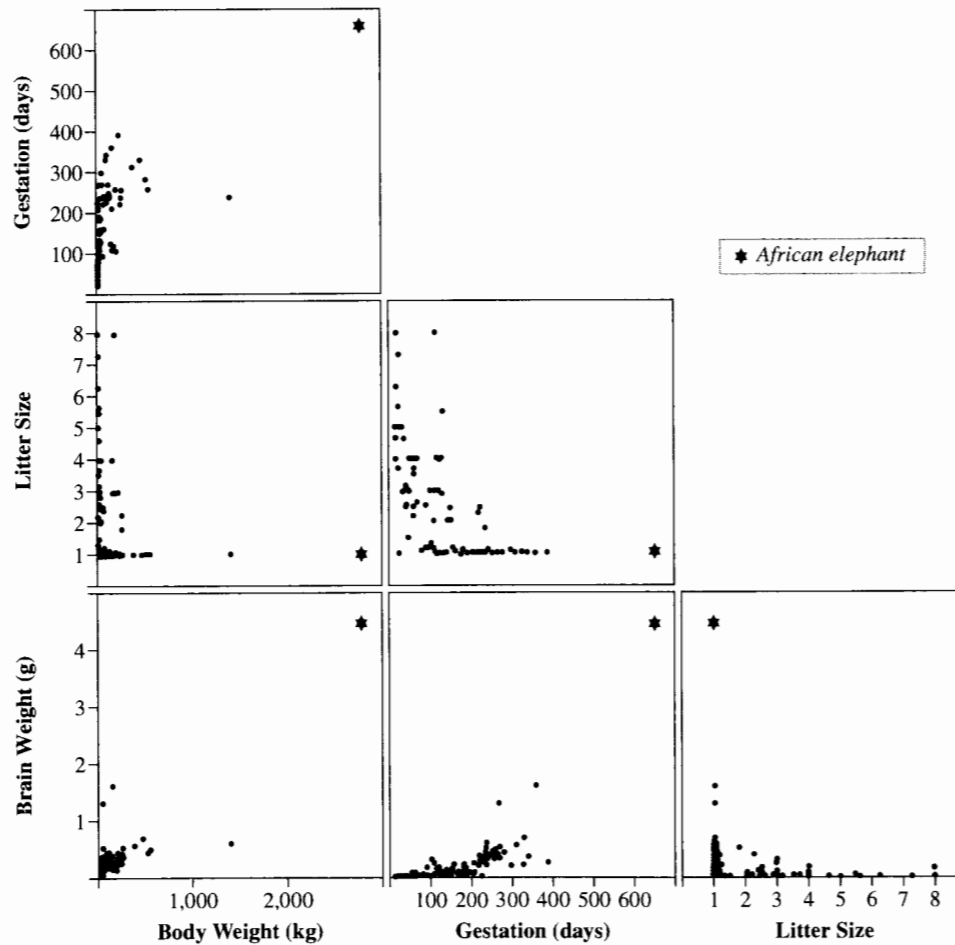 Gestation (days)
600
500
400
300
200
100
★ African elephant
Litter Size
8
7
6
5
4
3
2
1
Brain Weight (g)
4
3
2
1
1,000 2,000
100 200 300 400 500 600
1 2 3 4 5 6 7 8
Body Weight (kg)
Gestation (days)
Litter Size